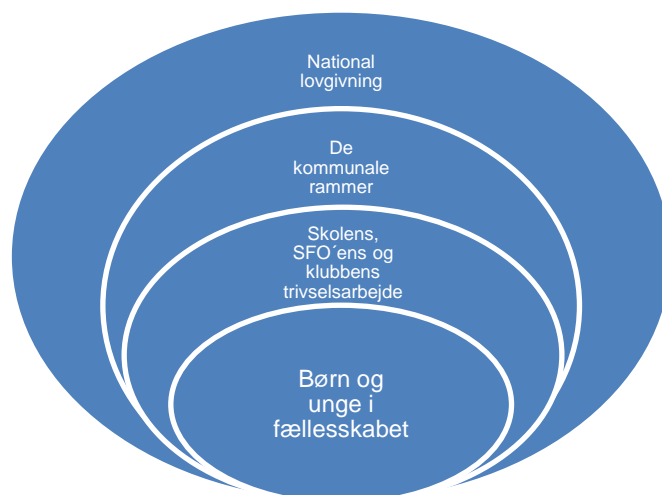 National
lovgivning
De
kommunale
rammer
Skolens,
SFO´ens og
klubbens
trivselsarbejde
Børn og
unge i
fællesskabet